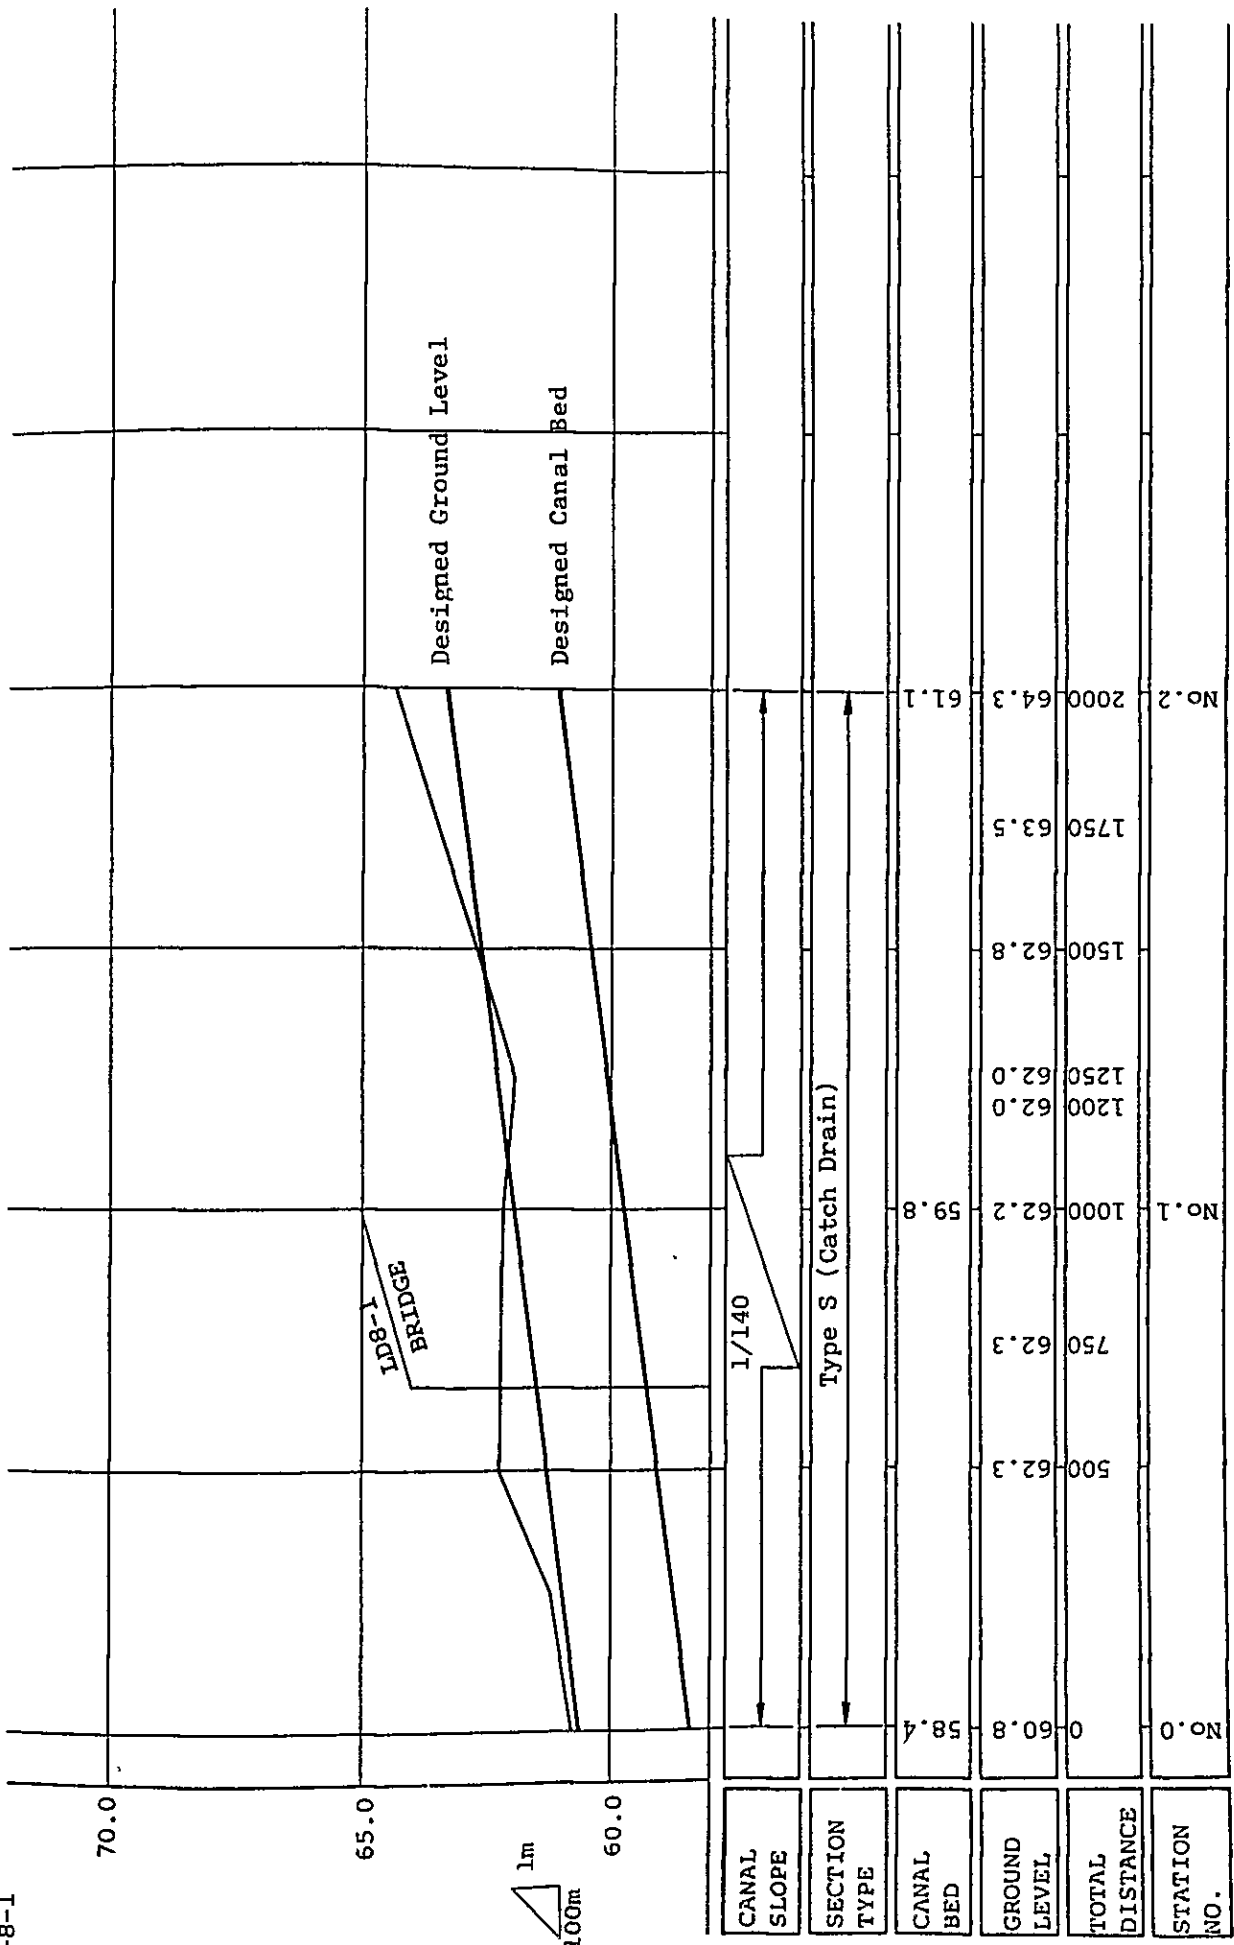 -8-1
70.0
65.0
60.0
1m
100m
LD8-1
BRIDGE
Designed Ground Level
Designed Canal Bed
CANAL
SLOPE
1/140
SECTION
TYPE
Type S (Catch Drain)
CANAL
BED
58.4
59.8
61.1
GROUND
LEVEL
60.8
62.3
62.3
62.2
62.0
62.0
62.8
63.5
64.3
TOTAL
DISTANCE
0
500
750
1000
1200
1250
1500
1750
2000
STATION
NO.
No.0
No.1
No.2